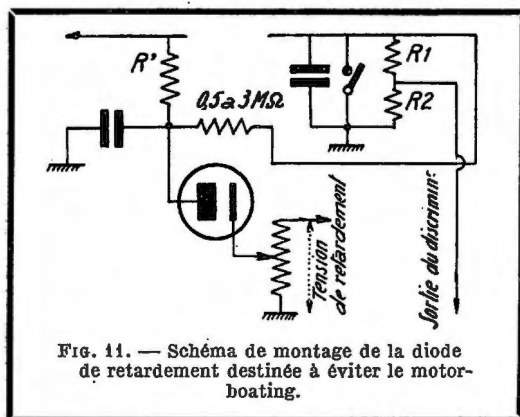 R'
0,5 à 3 MΩ
R1
R2
Tension
de retardement
Sortie du discrimin.
FIG. 11. — Schéma de montage de la diode
de retardement destinée à éviter le motor-
boating.